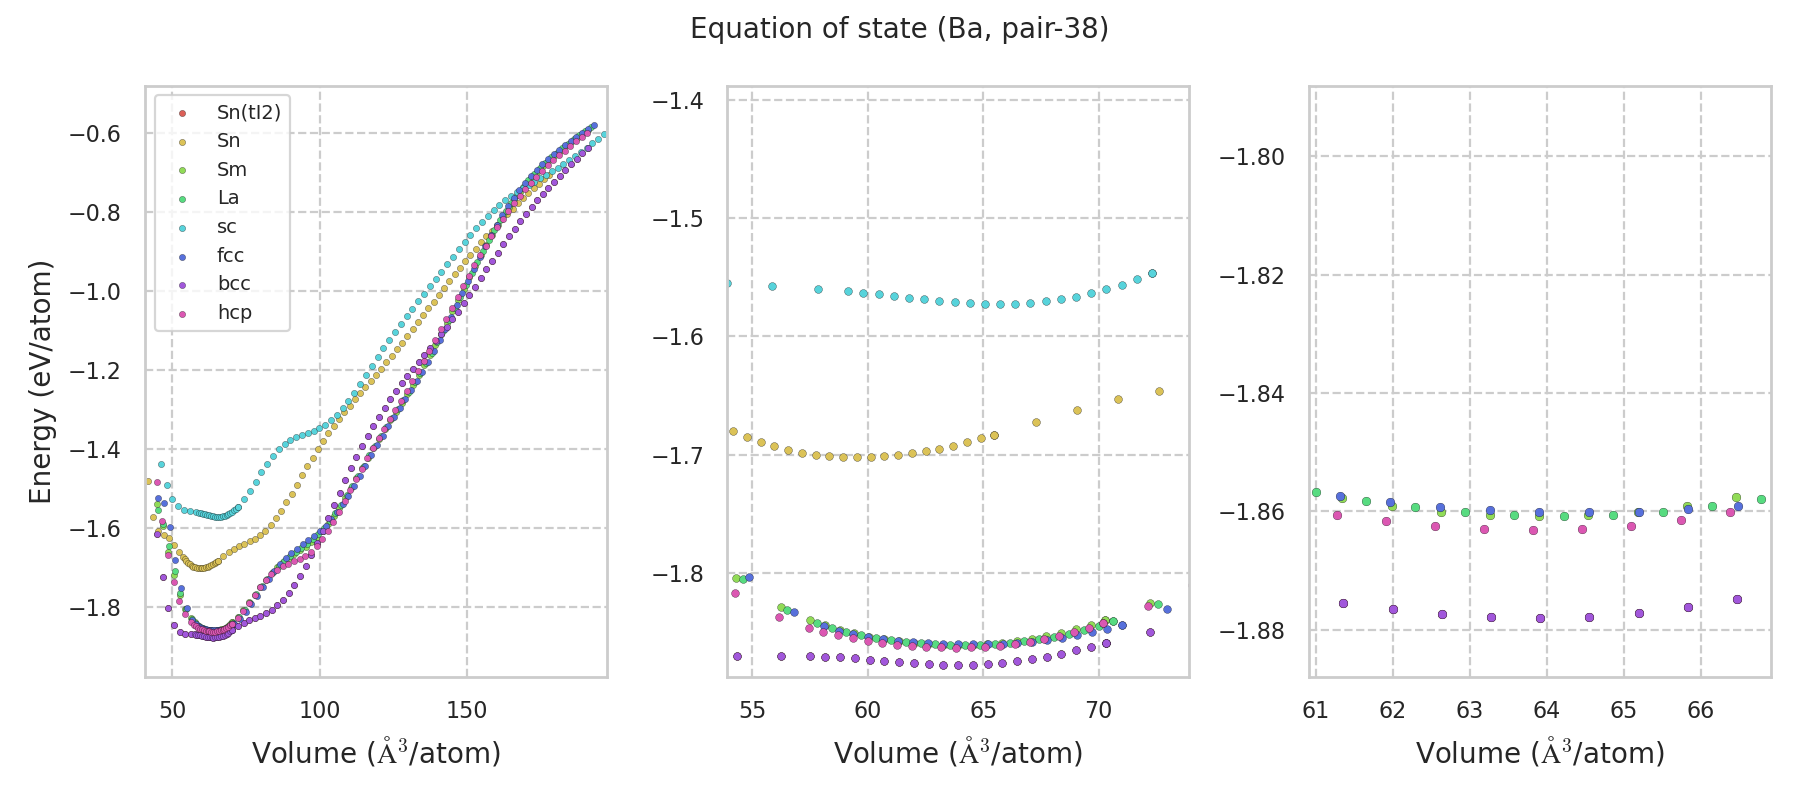 Equation of state (Ba, pair-38)
Energy (eV/atom)
−0.6
−0.8
−1.0
−1.2
−1.4
−1.6
−1.8
Sn(tI2)
Sn
Sm
La
sc
fcc
bcc
hcp
50 100 150
Volume (Å³/atom)
−1.4
−1.5
−1.6
−1.7
−1.8
55 60 65 70
Volume (Å³/atom)
−1.80
−1.82
−1.84
−1.86
−1.88
61 62 63 64 65 66
Volume (Å³/atom)